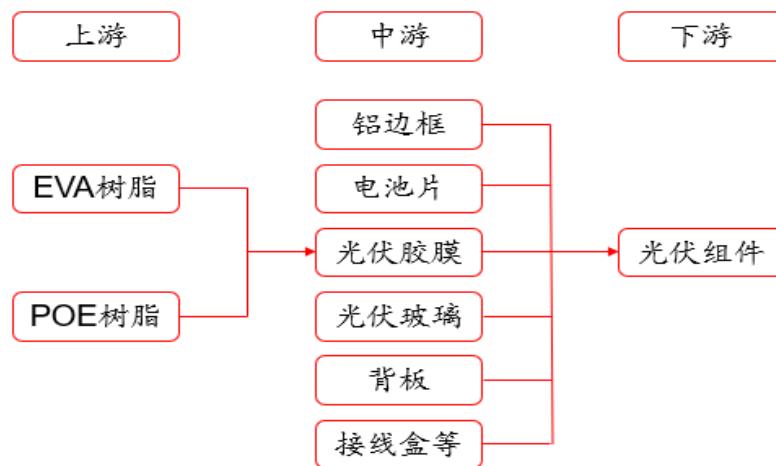 上游
中游
下游
铝边框
EVA树脂
电池片
光伏胶膜
光伏组件
POE树脂
光伏玻璃
背板
接线盒等